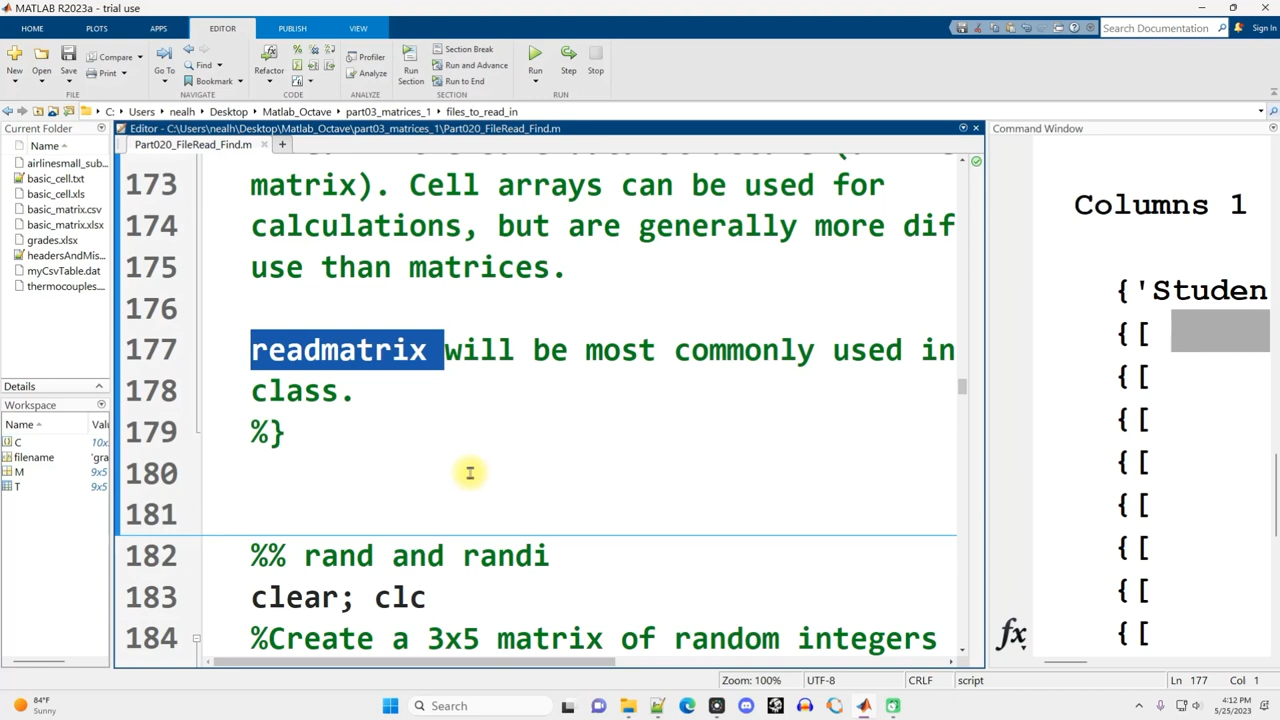 MATLAB R2023a - trial use
HOME PLOTS APPS EDITOR PUBLISH VIEW Search Documentation Sign In
New Open Save Compare Print Go To Find Bookmark Refactor Profiler Analyze Run Section Section Break Run and Advance Run to End Run Step Stop
FILE NAVIGATE CODE ANALYZE SECTION RUN
C: Users nealh Desktop Matlab_Octave part03_matrices_1 files_to_read_in
Current Folder
Name
airlinesmall_sub...
basic_cell.txt
basic_cell.xls
basic_matrix.csv
basic_matrix.xlsx
grades.xlsx
headersAndMis...
myCsvTable.dat
thermocouples...
Details
Workspace
Name Valu
C 10x
filename 'gra
M 9x5
T 9x5
Editor - C:\Users\nealh\Desktop\Matlab_Octave\part03_matrices_1\Part020_FileRead_Find.m
Part020_FileRead_Find.m
173 matrix). Cell arrays can be used for
174 calculations, but are generally more dif
175 use than matrices.
176
177 readmatrix will be most commonly used in
178 class.
179 %}
180
181
182 %% rand and randi
183 clear; clc
184 %Create a 3x5 matrix of random integers
Command Window
Columns 1
{'Studen
{[
{[
{[
{[
{[
{[
{[
{[
fx
Zoom: 100% UTF-8 CRLF script Ln 177 Col 1
84°F
Sunny
Search
4:12 PM
5/25/2023